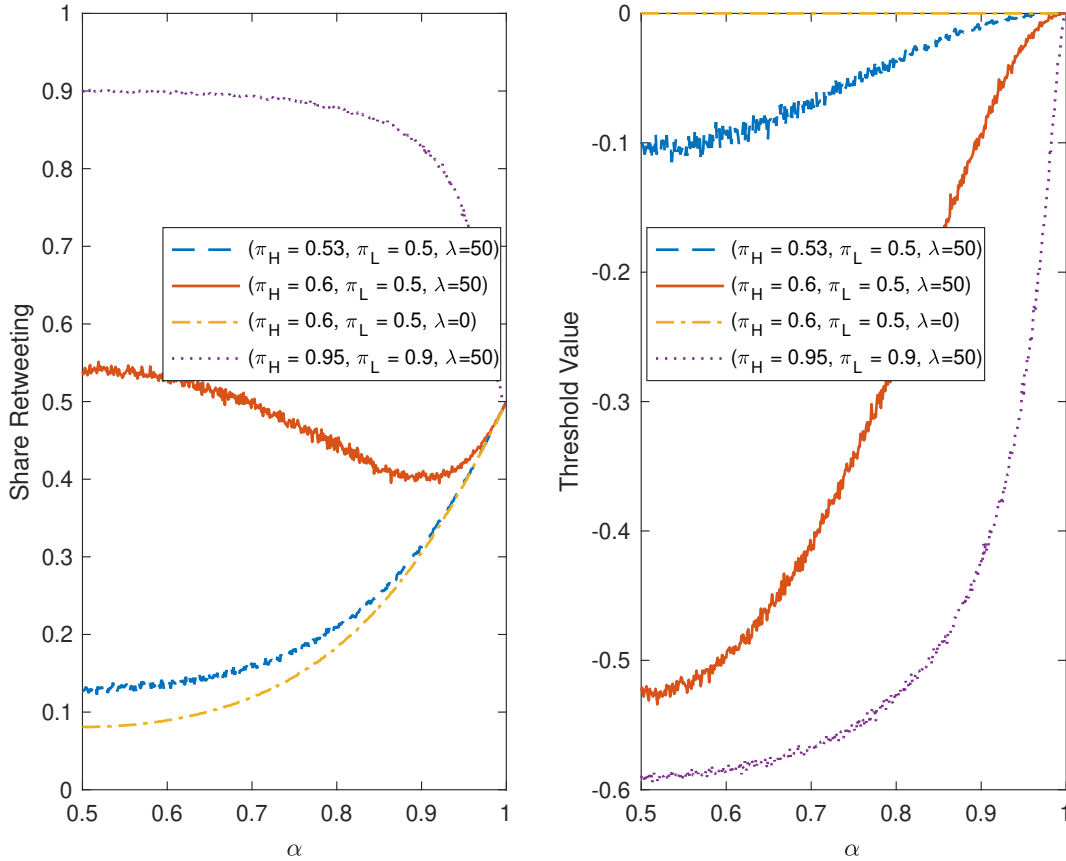 1
0.9
0.8
0.7
0.6
0.5
0.4
0.3
0.2
0.1
0
Share Retweeting
0.5 0.6 0.7 0.8 0.9 1
α
(π_H = 0.53, π_L = 0.5, λ=50)
(π_H = 0.6, π_L = 0.5, λ=50)
(π_H = 0.6, π_L = 0.5, λ=0)
(π_H = 0.95, π_L = 0.9, λ=50)
0
-0.1
-0.2
-0.3
-0.4
-0.5
-0.6
Threshold Value
0.5 0.6 0.7 0.8 0.9 1
α
(π_H = 0.53, π_L = 0.5, λ=50)
(π_H = 0.6, π_L = 0.5, λ=50)
(π_H = 0.6, π_L = 0.5, λ=0)
(π_H = 0.95, π_L = 0.9, λ=50)